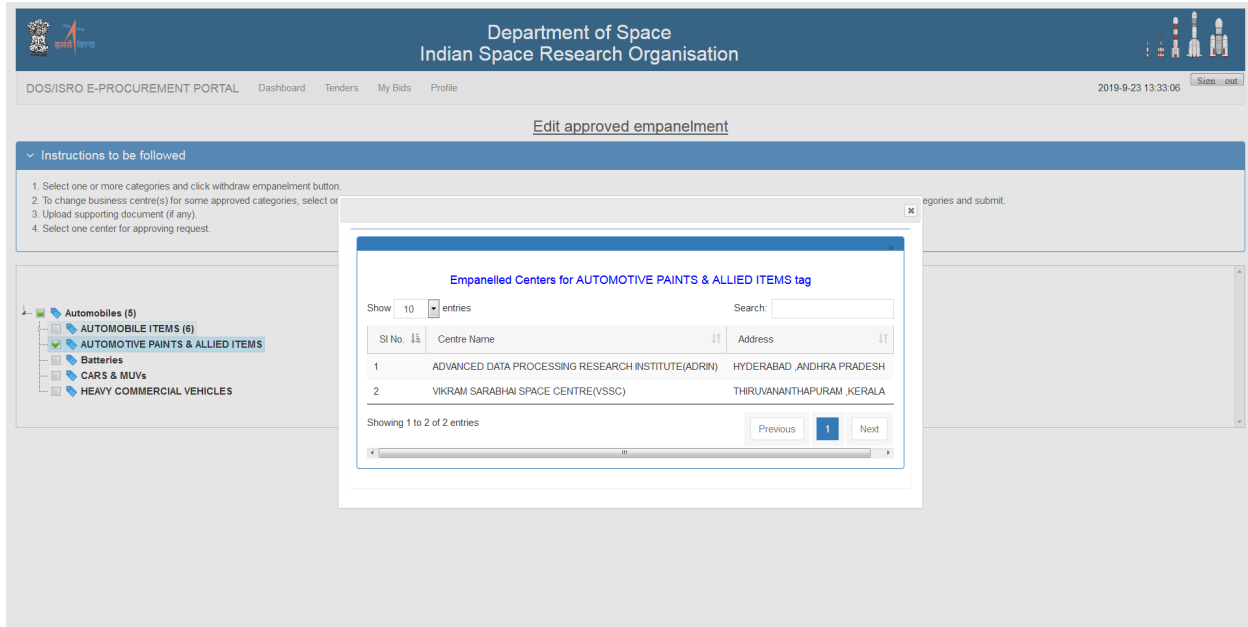 इसरो isro
Department of Space
Indian Space Research Organisation
DOS/ISRO E-PROCUREMENT PORTAL Dashboard Tenders My Bids Profile 2019-9-23 13:33:06 Sign out
Edit approved empanelment
Instructions to be followed
1. Select one or more categories and click withdraw empanelment button.
2. To change business centre(s) for some approved categories, select or egories and submit.
3. Upload supporting document (if any).
4. Select one center for approving request.
Automobiles (5)
AUTOMOBILE ITEMS (6)
AUTOMOTIVE PAINTS & ALLIED ITEMS
Batteries
CARS & MUVs
HEAVY COMMERCIAL VEHICLES
Empanelled Centers for AUTOMOTIVE PAINTS & ALLIED ITEMS tag
Show 10 entries Search:
Sl No. Centre Name Address
1 ADVANCED DATA PROCESSING RESEARCH INSTITUTE(ADRIN) HYDERABAD ,ANDHRA PRADESH
2 VIKRAM SARABHAI SPACE CENTRE(VSSC) THIRUVANANTHAPURAM ,KERALA
Showing 1 to 2 of 2 entries Previous 1 Next